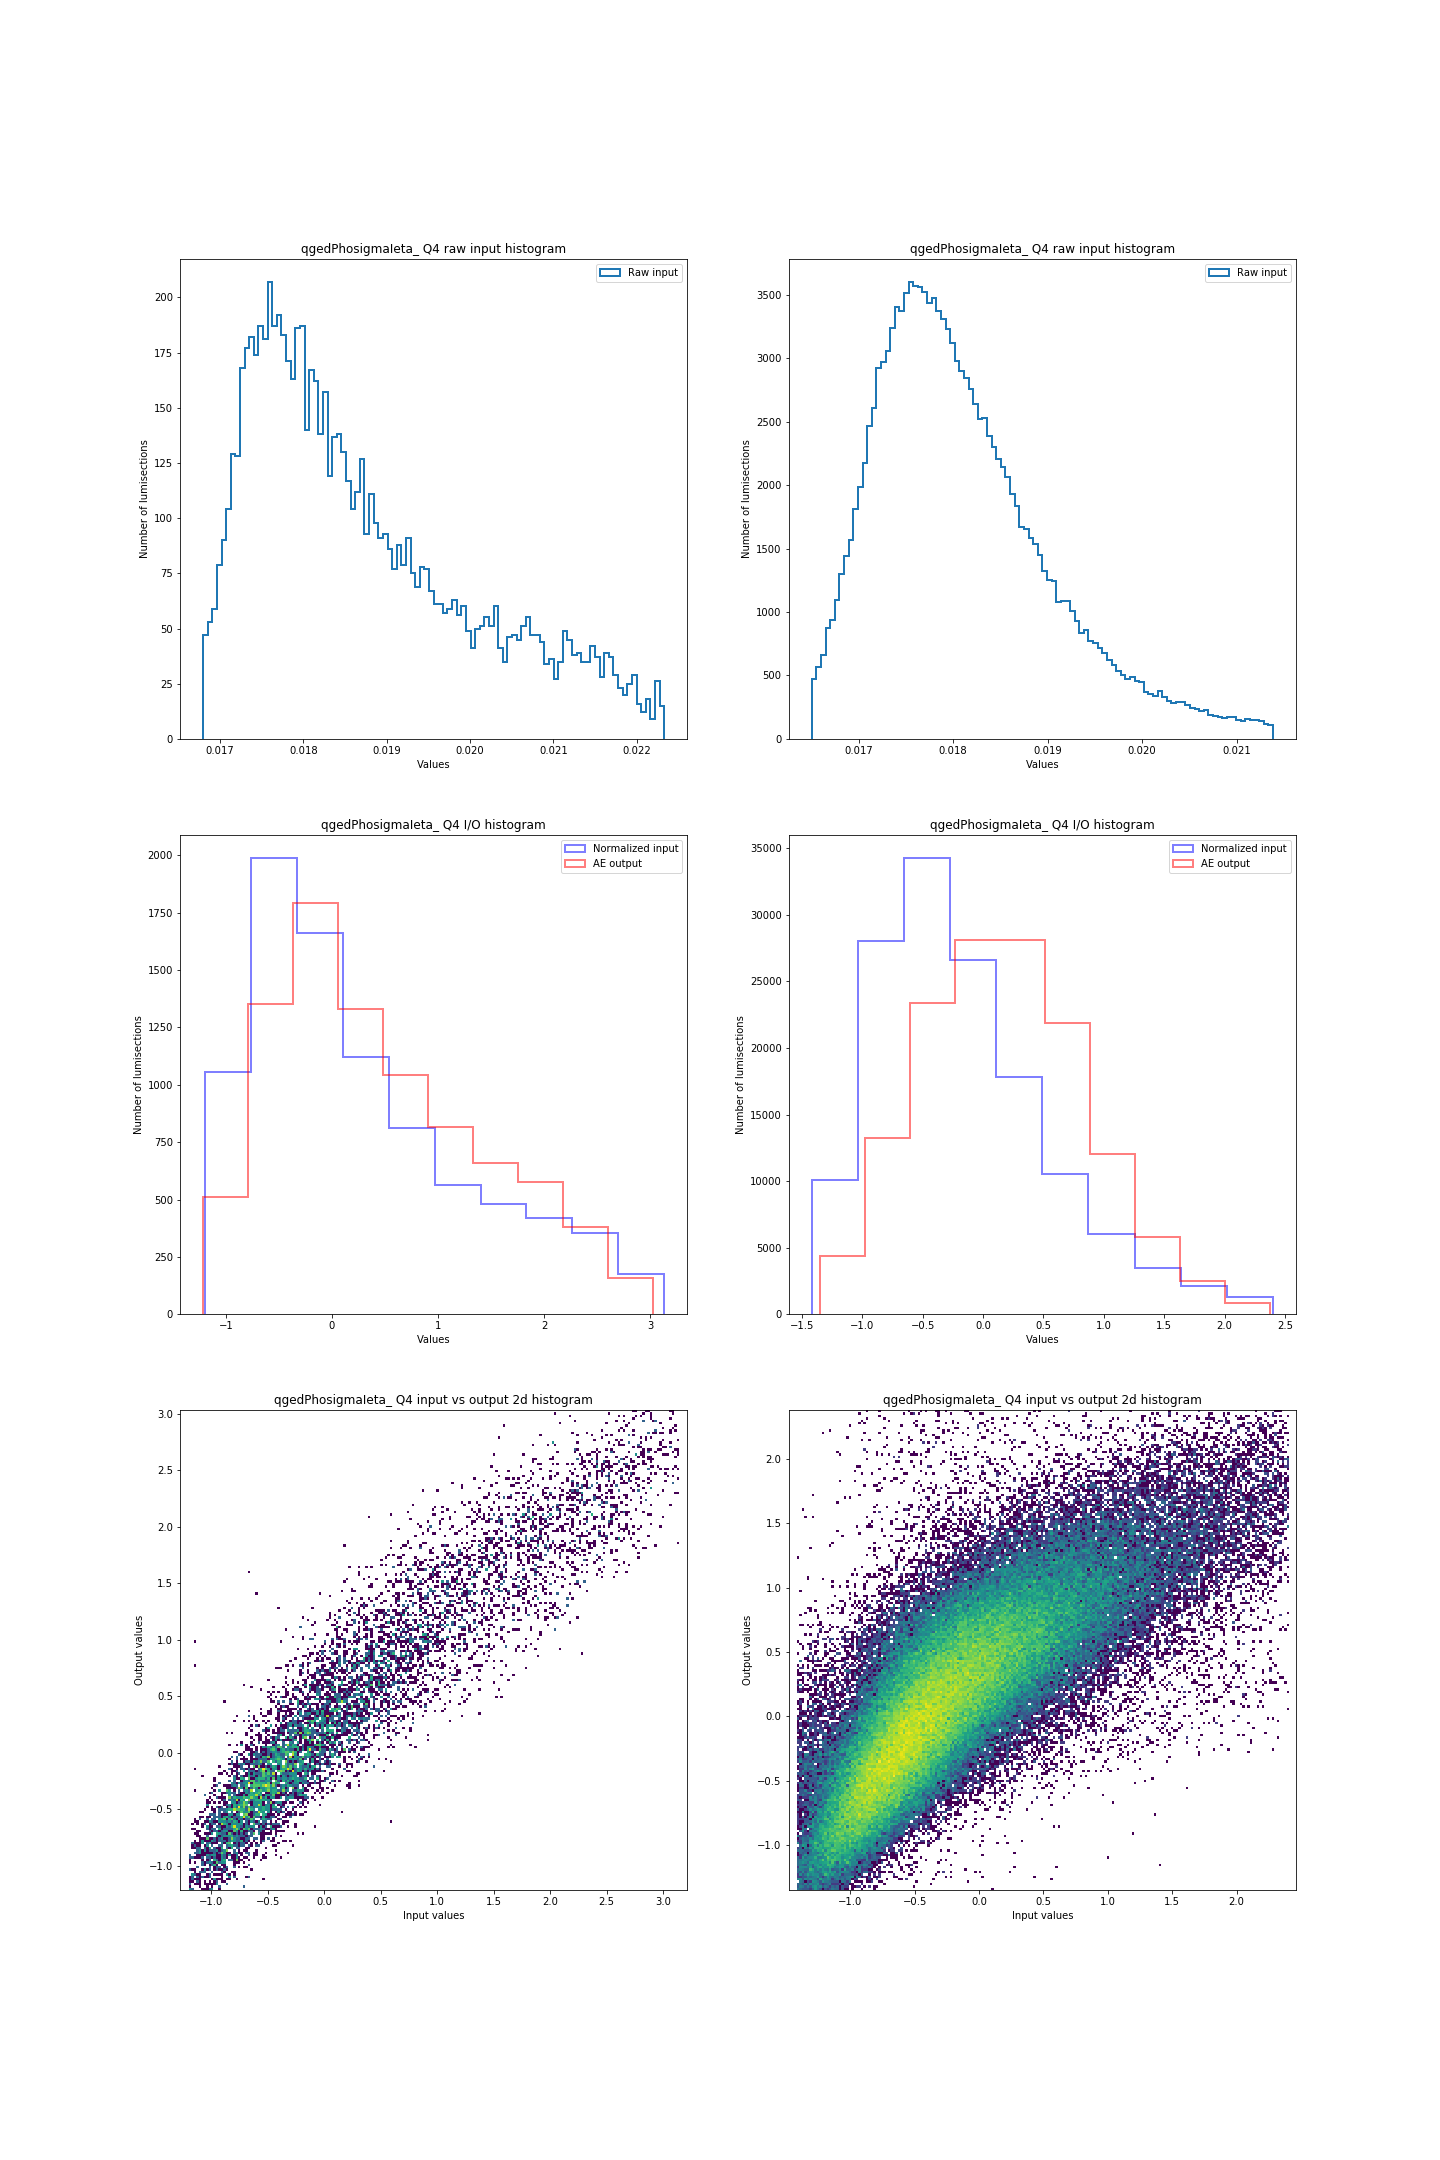 qgedPhosigmaIeta_ Q4 raw input histogram
Raw input
Number of lumisections
200
175
150
125
100
75
50
25
0
0.017 0.018 0.019 0.020 0.021 0.022
Values
qgedPhosigmaIeta_ Q4 raw input histogram
Raw input
Number of lumisections
3500
3000
2500
2000
1500
1000
500
0
0.017 0.018 0.019 0.020 0.021
Values
qgedPhosigmaIeta_ Q4 I/O histogram
Normalized input
AE output
Number of lumisections
2000
1750
1500
1250
1000
750
500
250
0
−1 0 1 2 3
Values
qgedPhosigmaIeta_ Q4 I/O histogram
Normalized input
AE output
Number of lumisections
35000
30000
25000
20000
15000
10000
5000
0
−1.5 −1.0 −0.5 0.0 0.5 1.0 1.5 2.0 2.5
Values
qgedPhosigmaIeta_ Q4 input vs output 2d histogram
Output values
3.0
2.5
2.0
1.5
1.0
0.5
0.0
−0.5
−1.0
−1.0 −0.5 0.0 0.5 1.0 1.5 2.0 2.5 3.0
Input values
qgedPhosigmaIeta_ Q4 input vs output 2d histogram
Output values
2.0
1.5
1.0
0.5
0.0
−0.5
−1.0
−1.0 −0.5 0.0 0.5 1.0 1.5 2.0
Input values